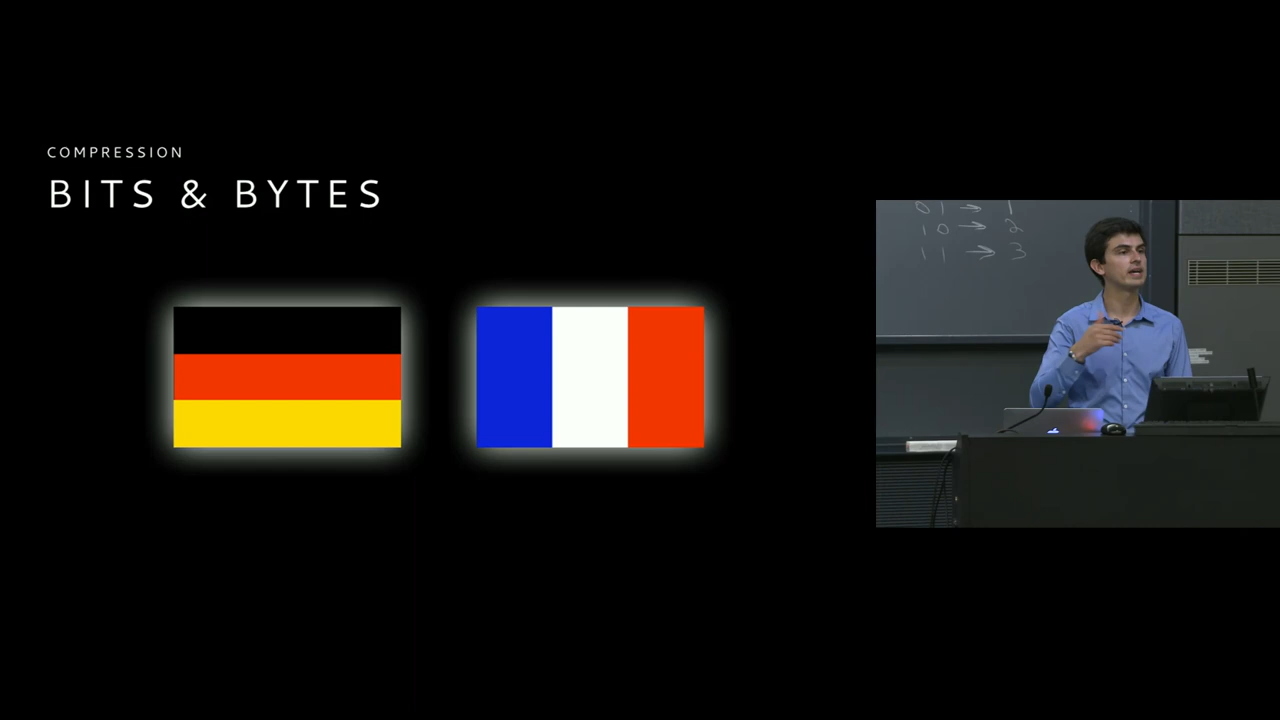 COMPRESSION
BITS & BYTES
01 → 1
10 → 2
11 → 3